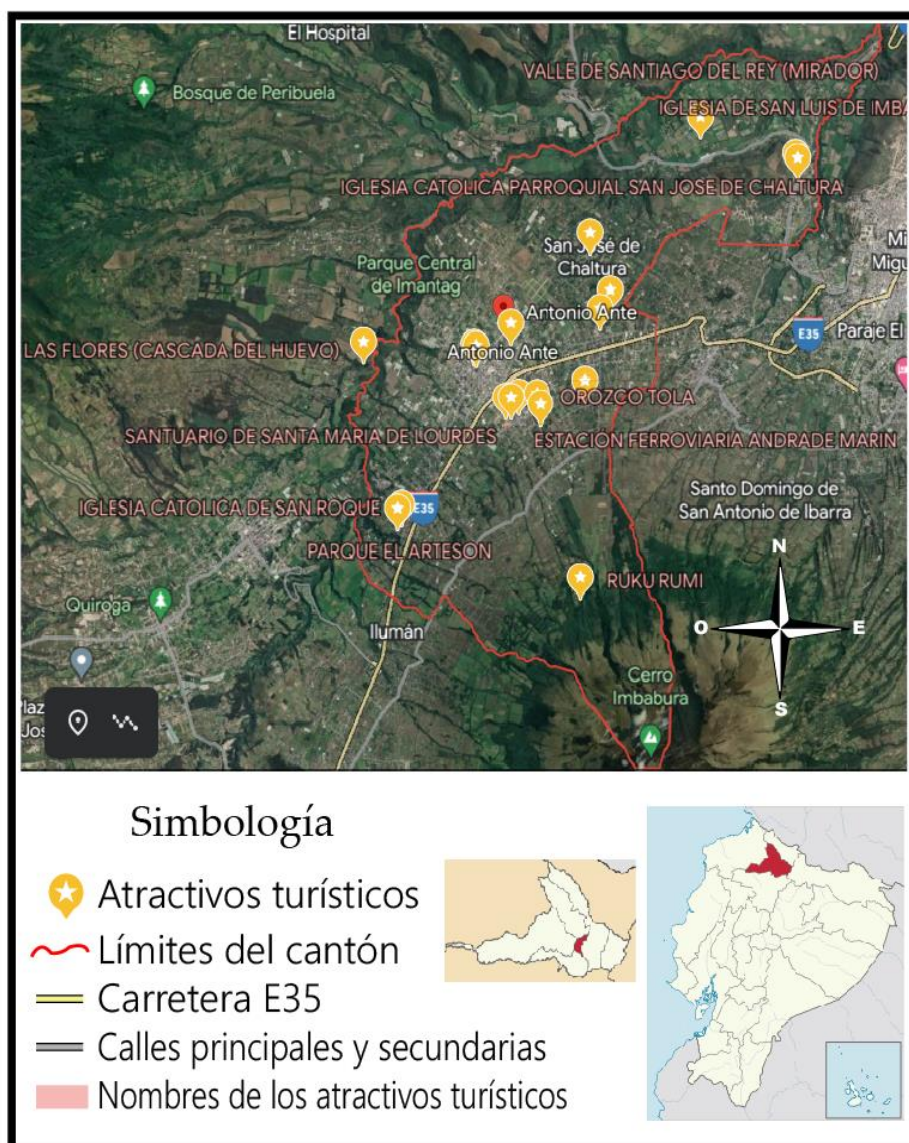 El Hospital
VALLE DE SANTIAGO DEL REY (MIRADOR)
Bosque de Peribuela
IGLESIA DE SAN LUIS DE IMBA
IGLESIA CATOLICA PARROQUIAL SAN JOSE DE CHALTURA
San José de
Chaltura
Mi
Migu
Parque Central
de Imantag
Antonio Ante
E35
Paraje El
LAS FLORES (CASCADA DEL HUEVO)
Antonio Ante
OROZCO TOLA
SANTUARIO DE SANTA MARIA DE LOURDES
ESTACION FERROVIARIA ANDRADE MARIN
IGLESIA CATOLICA DE SAN ROQUE
E35
Santo Domingo de
San Antonio de Ibarra
PARQUE EL ARTESON
N
RUKU RUMI
Quiroga
O
E
Ilumán
Cerro
Imbabura
S
Plaz
Jos
Simbología
Atractivos turísticos
Límites del cantón
Carretera E35
Calles principales y secundarias
Nombres de los atractivos turísticos